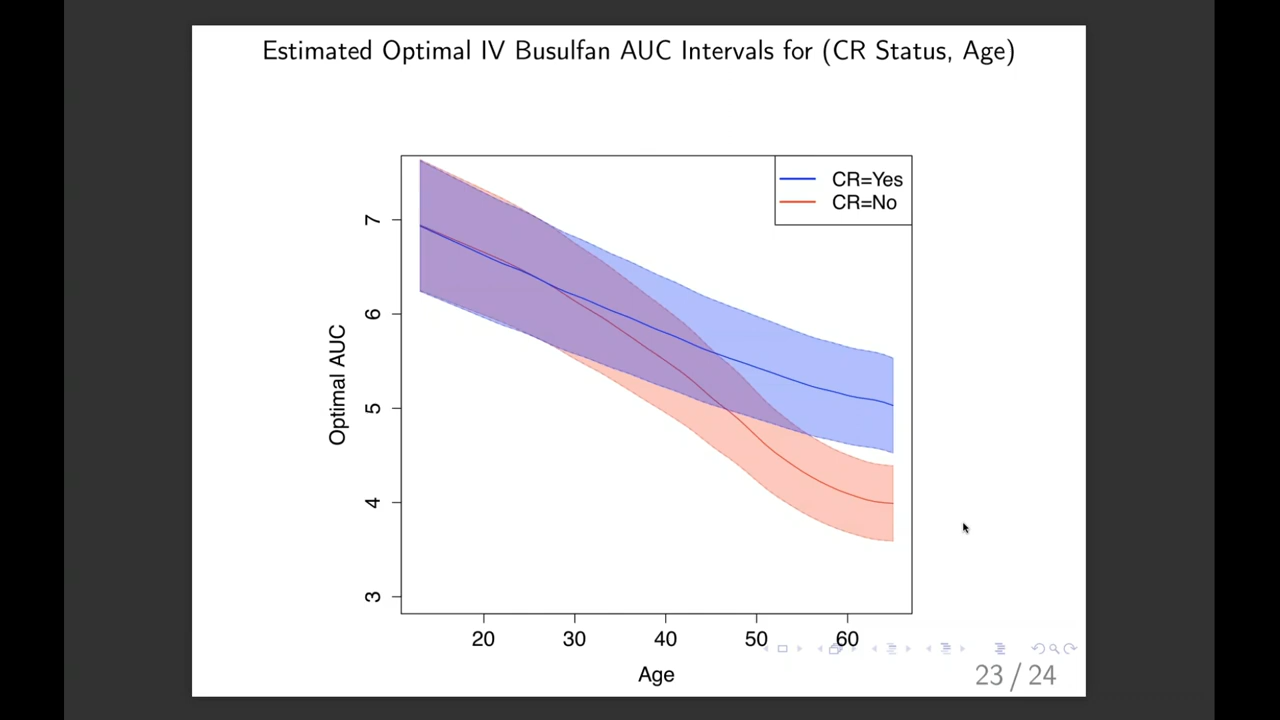 Estimated Optimal IV Busulfan AUC Intervals for (CR Status, Age)
CR=Yes
CR=No
Optimal AUC
7
6
5
4
3
20 30 40 50 60
Age
23 / 24